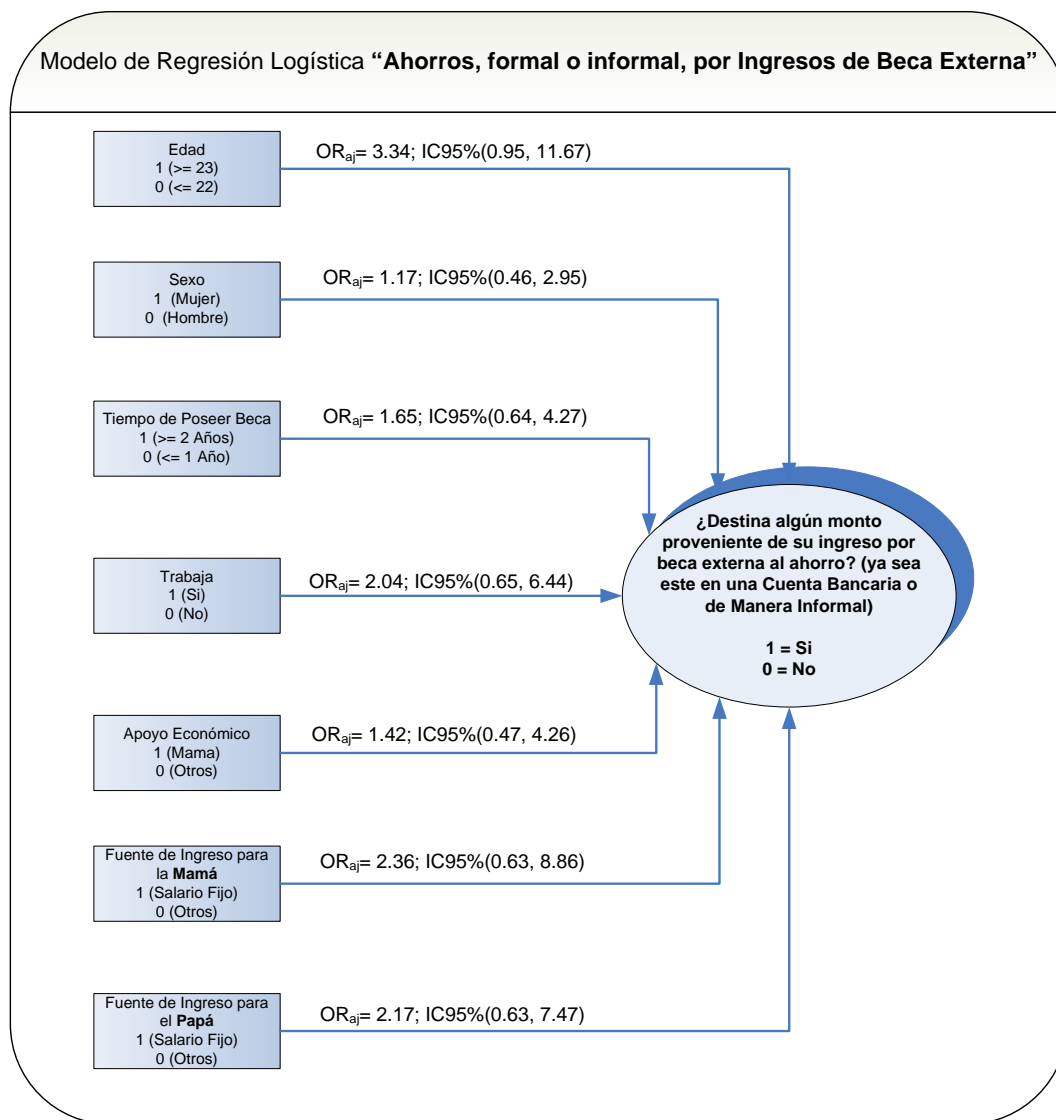 Modelo de Regresión Logística “Ahorros, formal o informal, por Ingresos de Beca Externa”
Edad
1 (>= 23)
0 (<= 22)
ORaj= 3.34; IC95%(0.95, 11.67)
Sexo
1 (Mujer)
0 (Hombre)
ORaj= 1.17; IC95%(0.46, 2.95)
Tiempo de Poseer Beca
1 (>= 2 Años)
0 (<= 1 Año)
ORaj= 1.65; IC95%(0.64, 4.27)
Trabaja
1 (Si)
0 (No)
ORaj= 2.04; IC95%(0.65, 6.44)
Apoyo Económico
1 (Mama)
0 (Otros)
ORaj= 1.42; IC95%(0.47, 4.26)
Fuente de Ingreso para
la Mamá
1 (Salario Fijo)
0 (Otros)
ORaj= 2.36; IC95%(0.63, 8.86)
Fuente de Ingreso para
el Papá
1 (Salario Fijo)
0 (Otros)
ORaj= 2.17; IC95%(0.63, 7.47)
¿Destina algún monto
proveniente de su ingreso por
beca externa al ahorro? (ya sea
este en una Cuenta Bancaria o
de Manera Informal)
1 = Si
0 = No